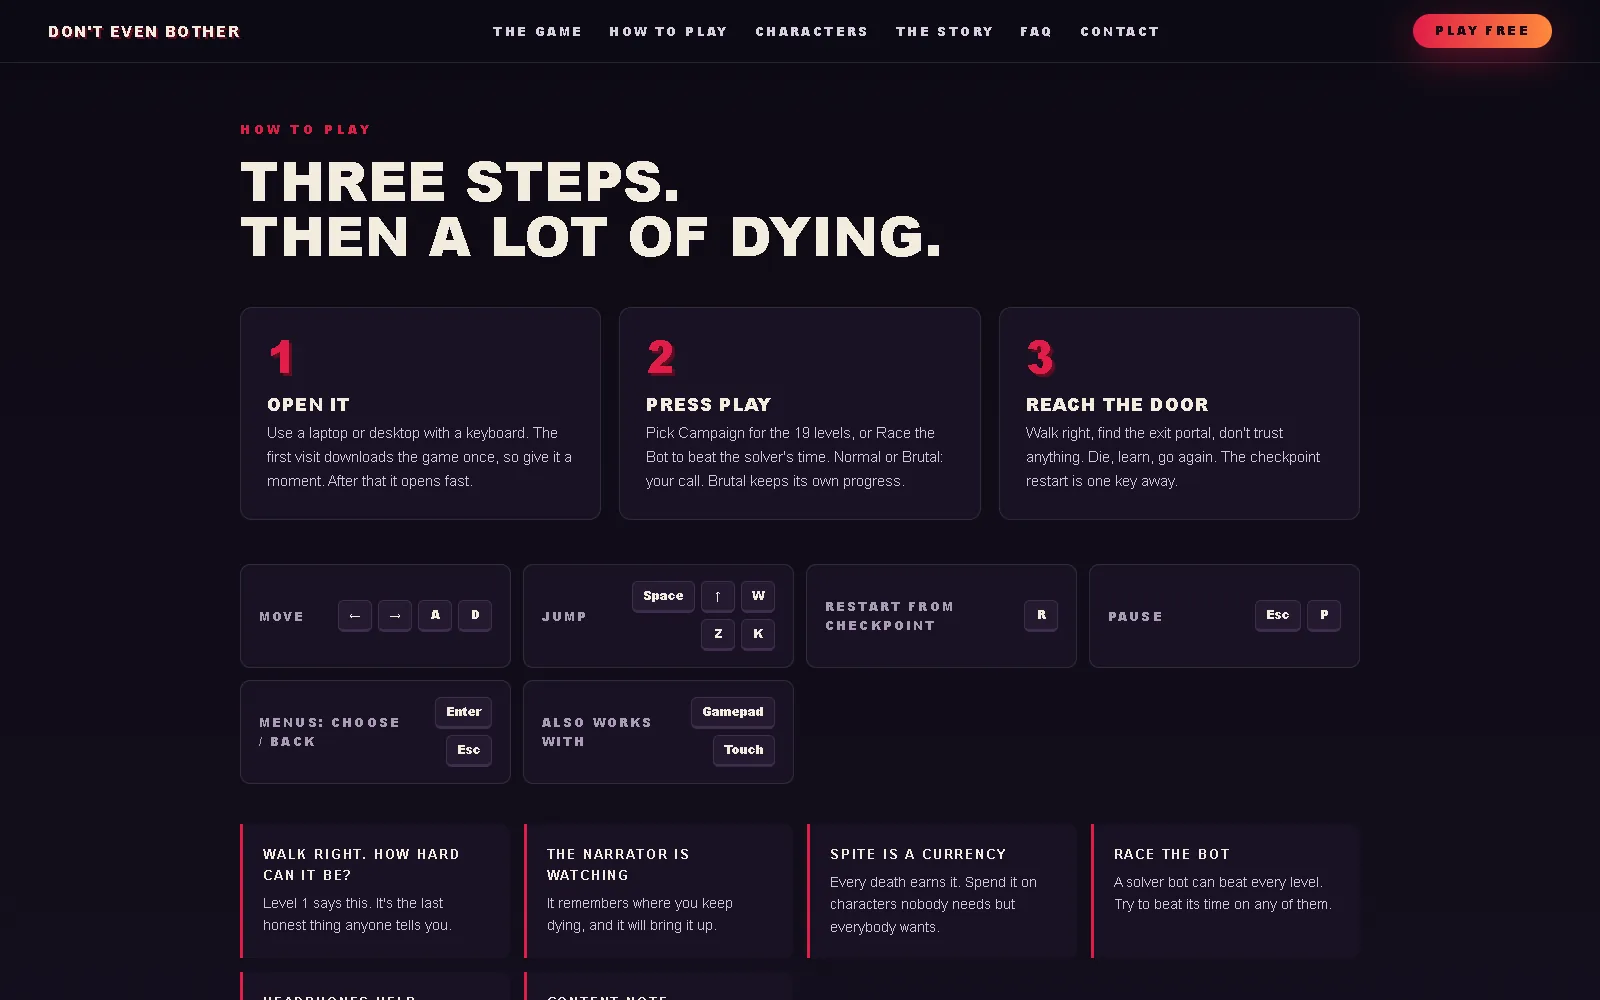 DON'T EVEN BOTHER
THE GAME
HOW TO PLAY
CHARACTERS
THE STORY
FAQ
CONTACT
PLAY FREE
HOW TO PLAY
THREE STEPS.
THEN A LOT OF DYING.
1
OPEN IT
Use a laptop or desktop with a keyboard. The
first visit downloads the game once, so give it a
moment. After that it opens fast.
2
PRESS PLAY
Pick Campaign for the 19 levels, or Race the
Bot to beat the solver's time. Normal or Brutal:
your call. Brutal keeps its own progress.
3
REACH THE DOOR
Walk right, find the exit portal, don't trust
anything. Die, learn, go again. The checkpoint
restart is one key away.
MOVE
← → A D
JUMP
Space ↑ W
Z K
RESTART FROM
CHECKPOINT
R
PAUSE
Esc P
MENUS: CHOOSE
/ BACK
Enter
Esc
ALSO WORKS
WITH
Gamepad
Touch
WALK RIGHT. HOW HARD
CAN IT BE?
Level 1 says this. It's the last
honest thing anyone tells you.
THE NARRATOR IS
WATCHING
It remembers where you keep
dying, and it will bring it up.
SPITE IS A CURRENCY
Every death earns it. Spend it on
characters nobody needs but
everybody wants.
RACE THE BOT
A solver bot can beat every level.
Try to beat its time on any of them.
HEADPHONES HELP
CONTENT NOTE